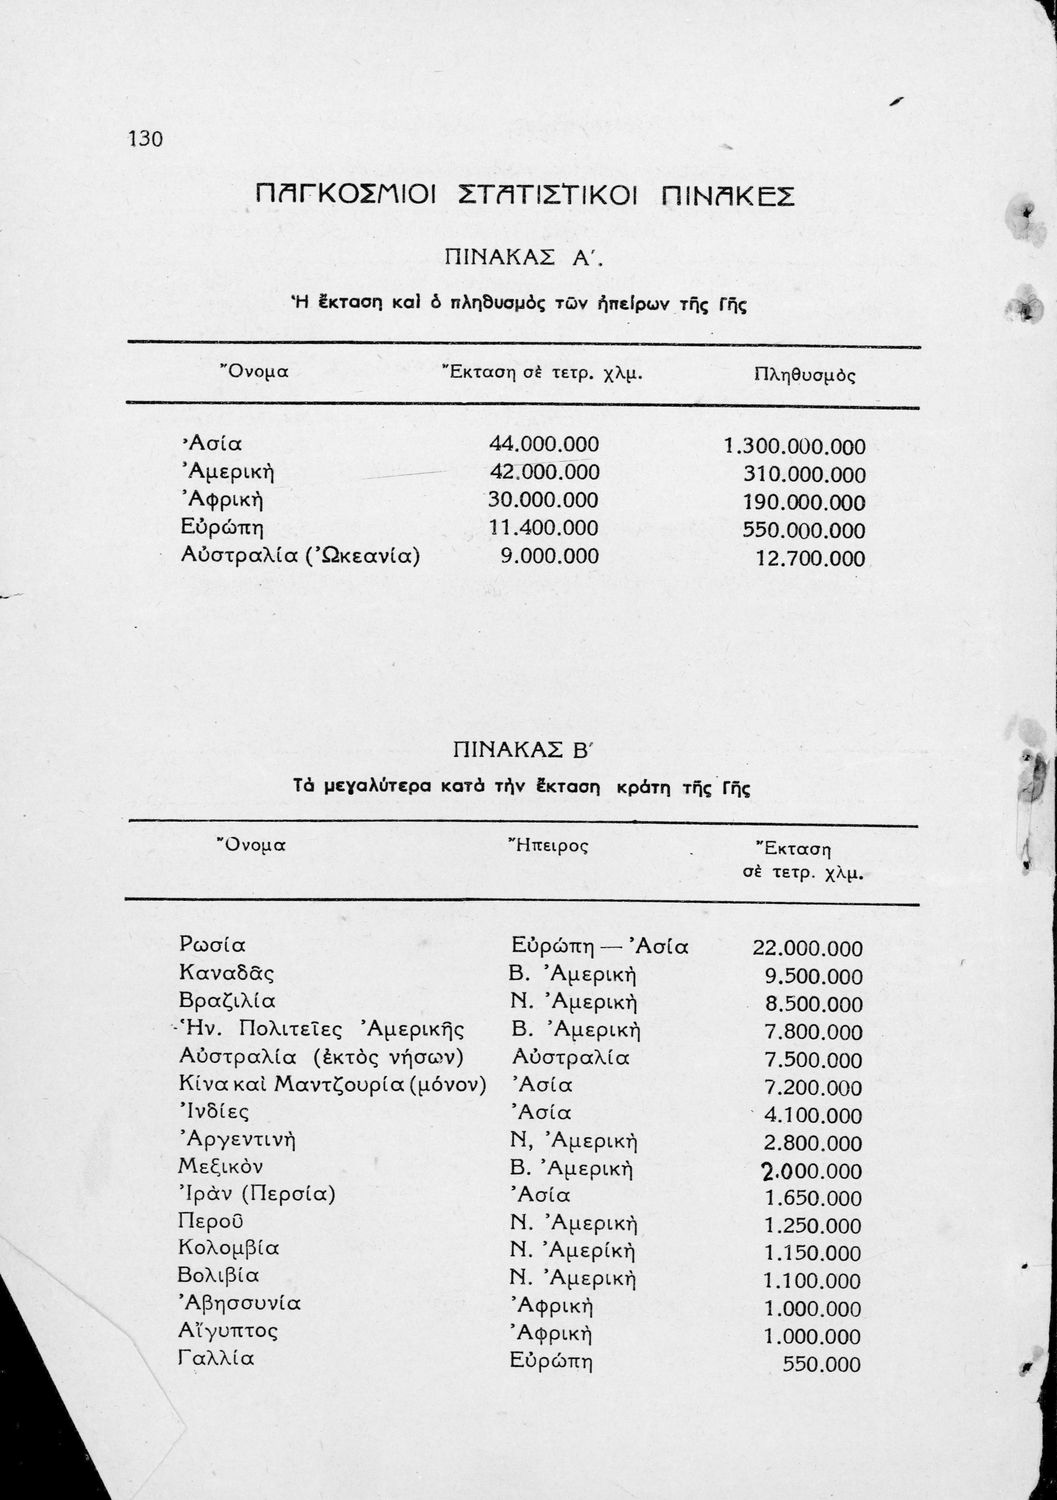 130
ΠΑΓΚΟΣΜΙΟΙ ΣΤΑΤΙΣΤΙΚΟΙ ΠΙΝΑΚΕΣ
ΠΙΝΑΚΑΣ Α΄.
Ἡ ἔκταση καὶ ὁ πληθυσμὸς τῶν ἠπείρων τῆς Γῆς
Ὄνομα Ἔκταση σὲ τετρ. χλμ. Πληθυσμὸς
Ἀσία 44.000.000 1.300.000.000
Ἀμερικὴ 42.000.000 310.000.000
Ἀφρικὴ 30.000.000 190.000.000
Εὐρώπη 11.400.000 550.000.000
Αὐστραλία (Ὠκεανία) 9.000.000 12.700.000
ΠΙΝΑΚΑΣ Β΄
Τὰ μεγαλύτερα κατὰ τὴν ἔκταση κράτη τῆς Γῆς
Ὄνομα Ἤπειρος Ἔκταση
σὲ τετρ. χλμ.
Ρωσία Εὐρώπη — Ἀσία 22.000.000
Καναδᾶς Β. Ἀμερικὴ 9.500.000
Βραζιλία Ν. Ἀμερικὴ 8.500.000
Ἡν. Πολιτεῖες Ἀμερικῆς Β. Ἀμερικὴ 7.800.000
Αὐστραλία (ἐκτὸς νήσων) Αὐστραλία 7.500.000
Κίνα καὶ Μαντζουρία (μόνον) Ἀσία 7.200.000
Ἰνδίες Ἀσία 4.100.000
Ἀργεντινὴ Ν, Ἀμερικὴ 2.800.000
Μεξικὸν Β. Ἀμερικὴ 2.000.000
Ἰρὰν (Περσία) Ἀσία 1.650.000
Περοῦ Ν. Ἀμερικὴ 1.250.000
Κολομβία Ν. Ἀμερίκὴ 1.150.000
Βολιβία Ν. Ἀμερικὴ 1.100.000
Ἀβησσυνία Ἀφρικὴ 1.000.000
Αἴγυπτος Ἀφρικὴ 1.000.000
Γαλλία Εὐρώπη 550.000